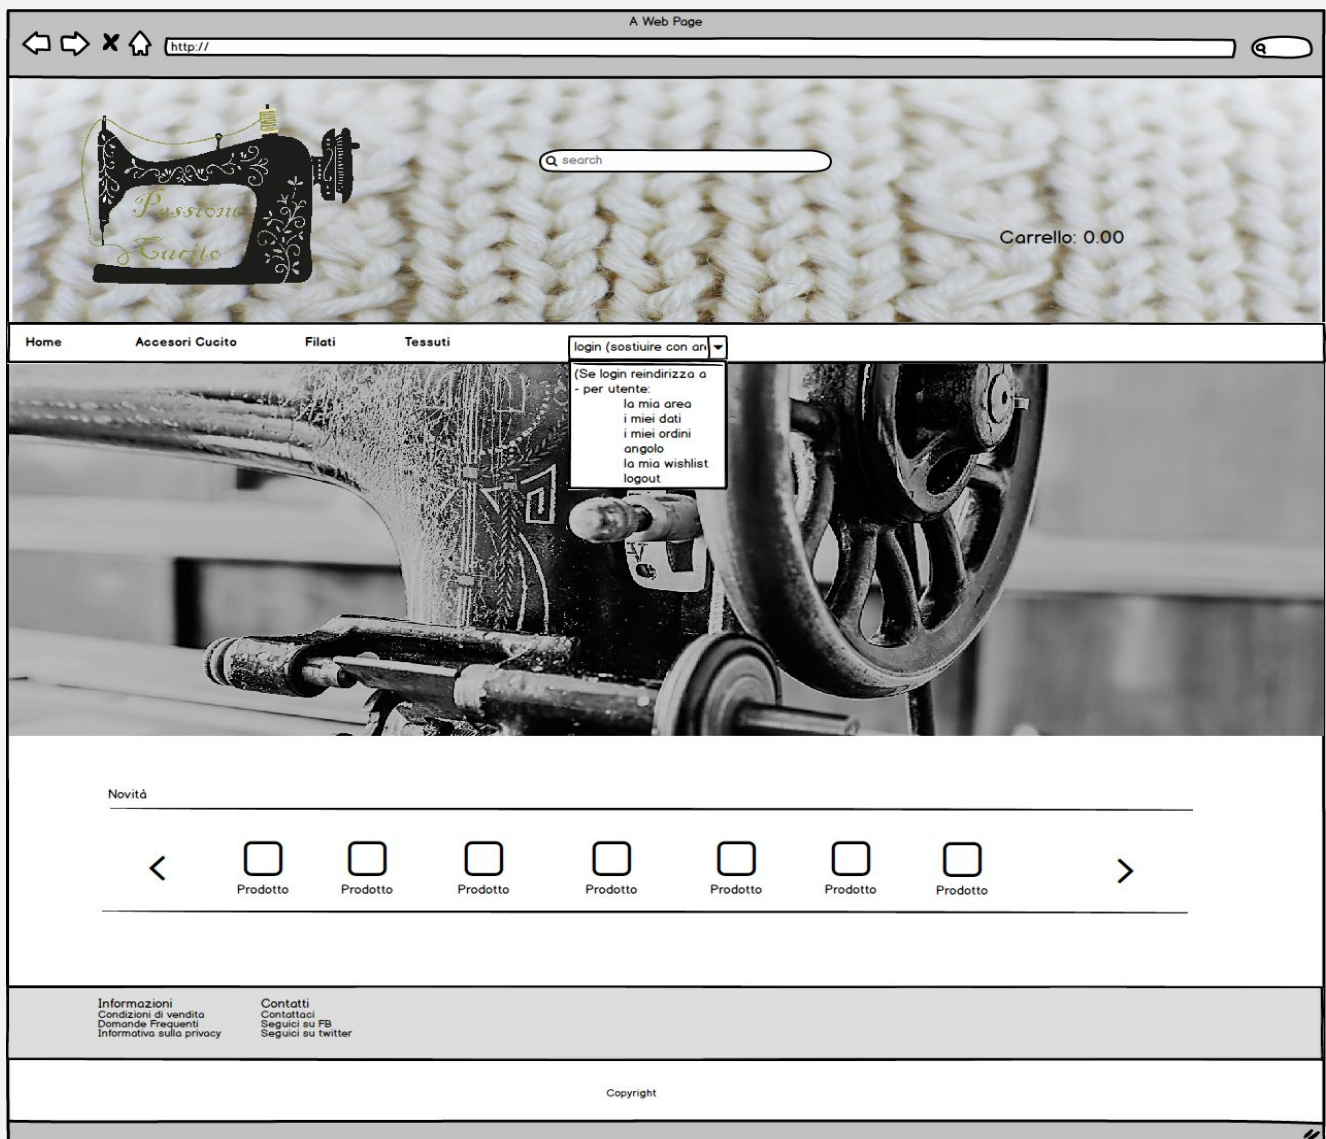 A Web Page
http://
search
Passione
Cucito
Carrello: 0.00
Home Accesori Cucito Filati Tessuti login (sostiuire con are
(Se login reindirizza a
- per utente:
la mia area
i miei dati
i miei ordini
angolo
la mia wishlist
logout
Novità
Prodotto Prodotto Prodotto Prodotto Prodotto Prodotto Prodotto
Informazioni
Condizioni di vendita
Domande Frequenti
Informativa sulla privacy
Contatti
Contattaci
Seguici su FB
Seguici su twitter
Copyright